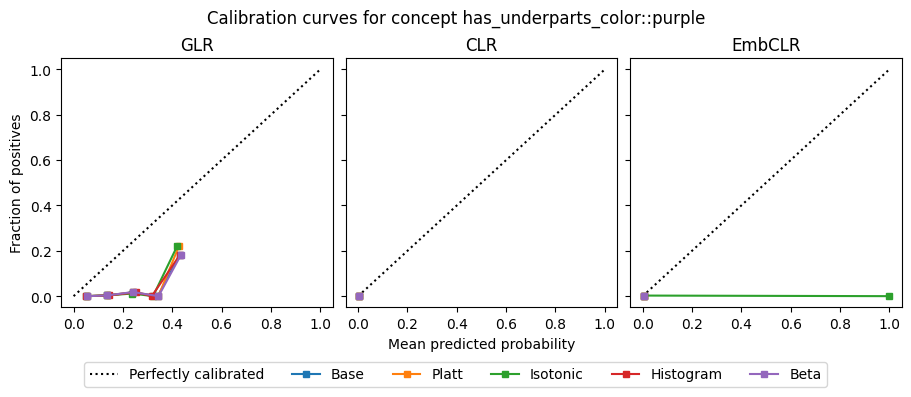 Calibration curves for concept has_underparts_color::purple
GLR CLR EmbCLR
Fraction of positives
1.0
0.8
0.6
0.4
0.2
0.0
0.0 0.2 0.4 0.6 0.8 1.0 0.0 0.2 0.4 0.6 0.8 1.0 0.0 0.2 0.4 0.6 0.8 1.0
Mean predicted probability
Perfectly calibrated Base Platt Isotonic Histogram Beta